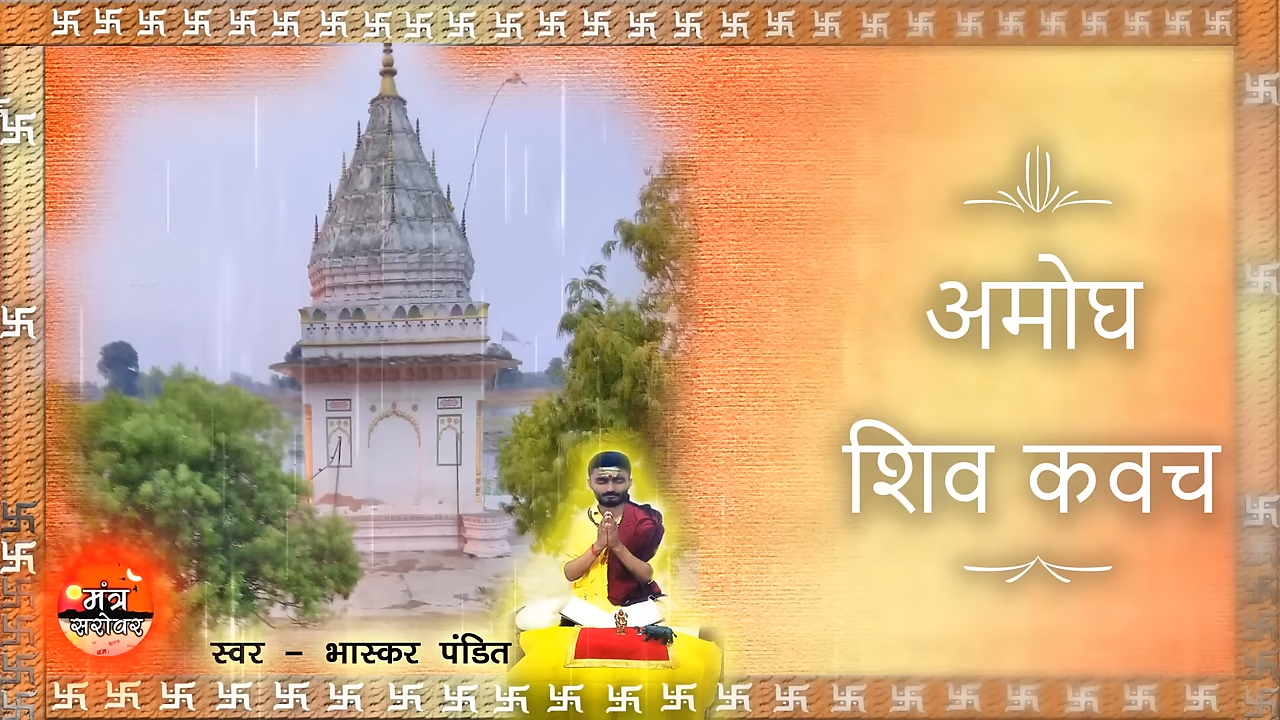 अमोघ
शिव कवच
मंत्र
सरोवर
स्वर – भास्कर पंडित